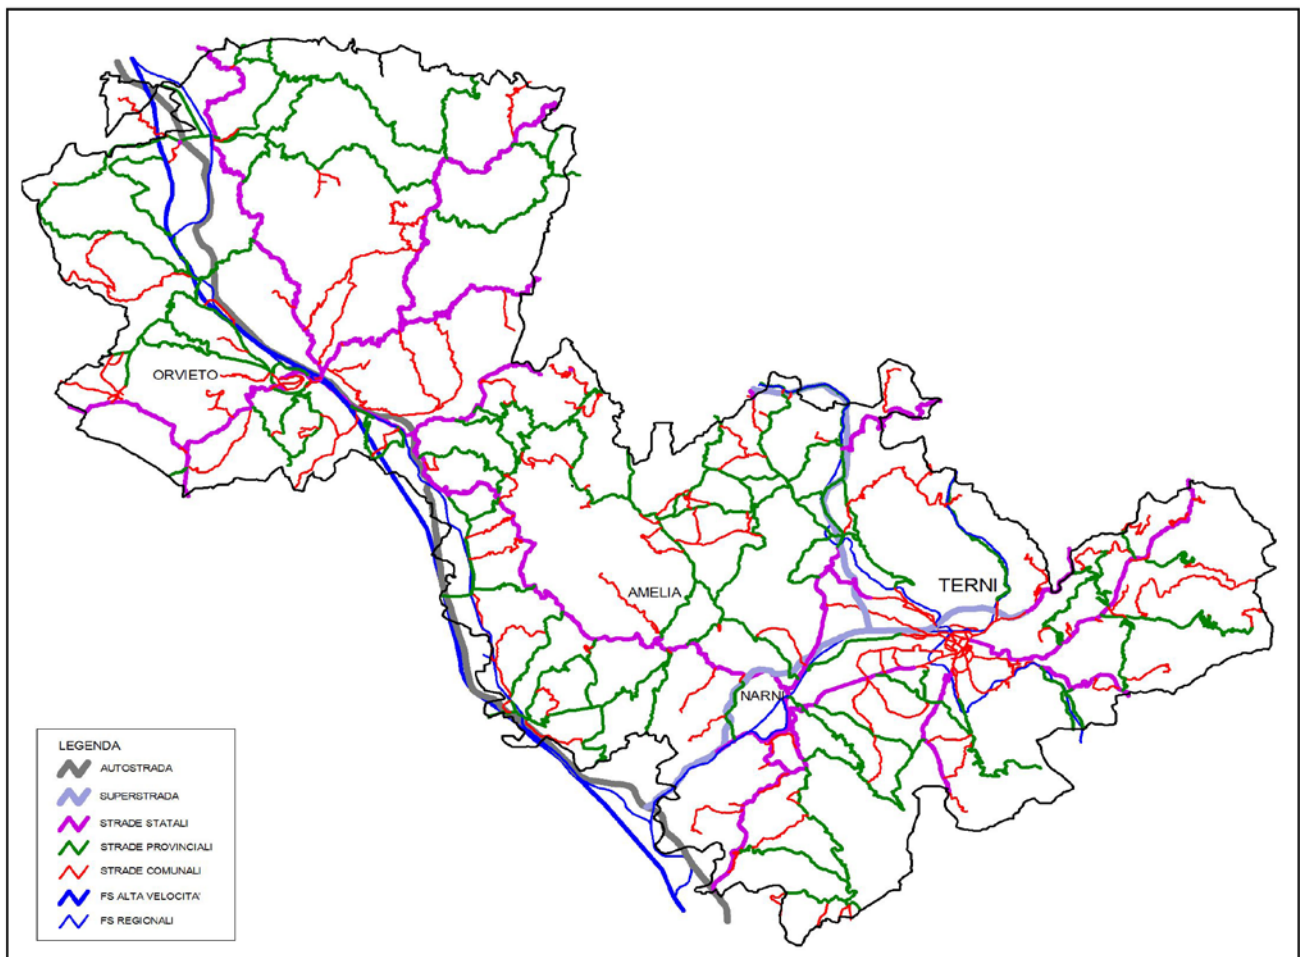 ORVIETO
TERNI
AMELIA
NARNI
LEGENDA
AUTOSTRADA
SUPERSTRADA
STRADE STATALI
STRADE PROVINCIALI
STRADE COMUNALI
FS ALTA VELOCITA'
FS REGIONALI